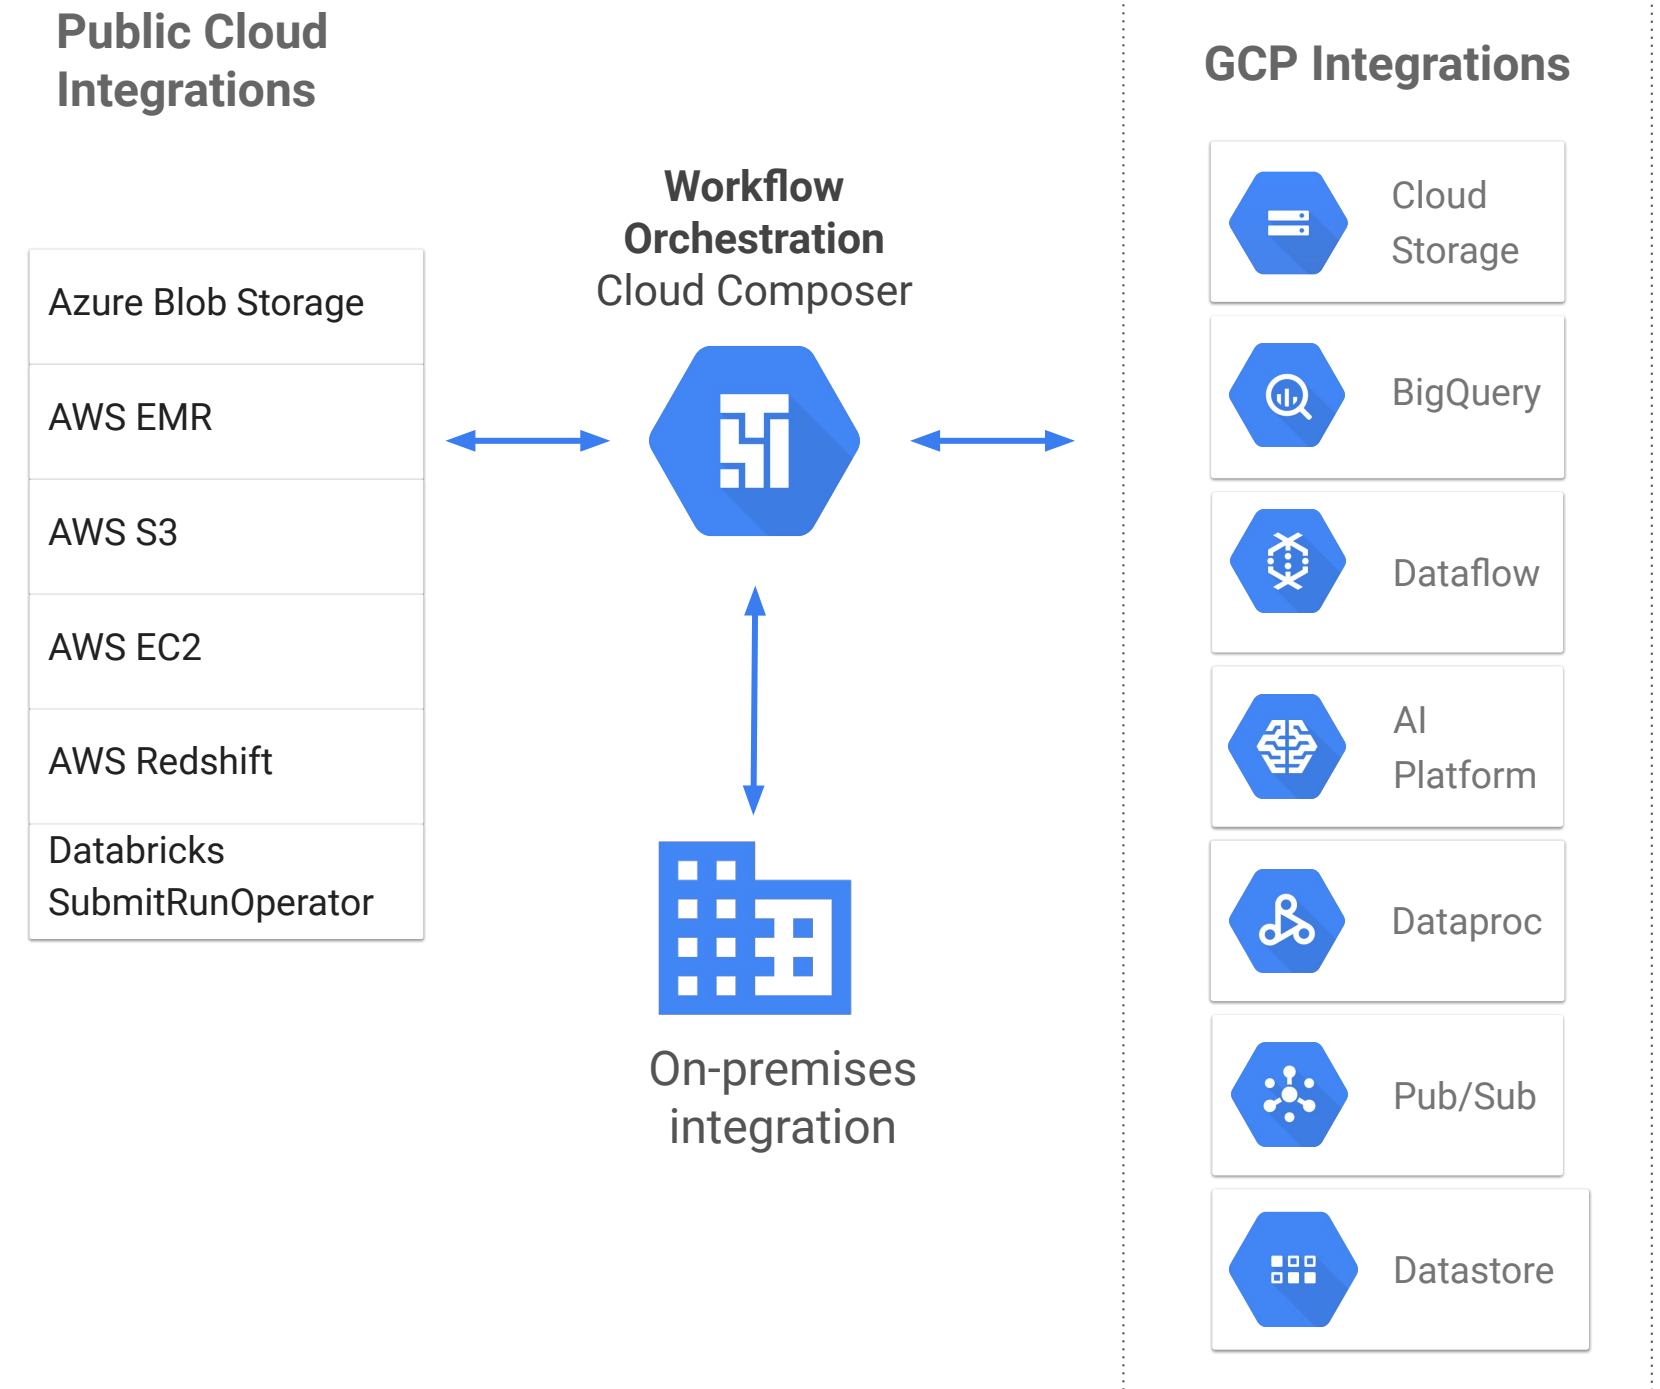 Public Cloud
Integrations
Azure Blob Storage
AWS EMR
AWS S3
AWS EC2
AWS Redshift
Databricks
SubmitRunOperator
Workflow
Orchestration
Cloud Composer
On-premises
integration
GCP Integrations
Cloud
Storage
BigQuery
Dataflow
AI
Platform
Dataproc
Pub/Sub
Datastore